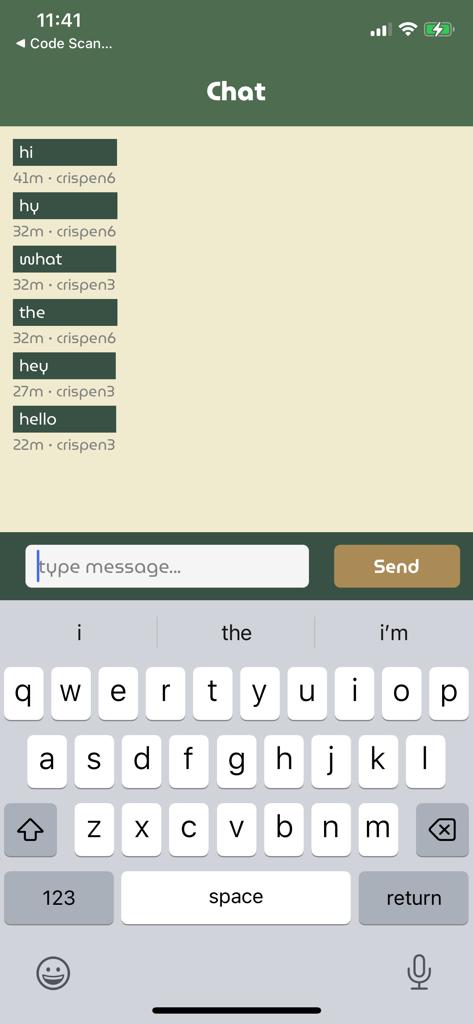 11:41
◀ Code Scan...
Chat
hi
41m • crispen6
hy
32m • crispen6
what
32m • crispen3
the
32m • crispen6
hey
27m • crispen3
hello
22m • crispen3
type message...
Send
i the i'm
q w e r t y u i o p
a s d f g h j k l
z x c v b n m
123 space return